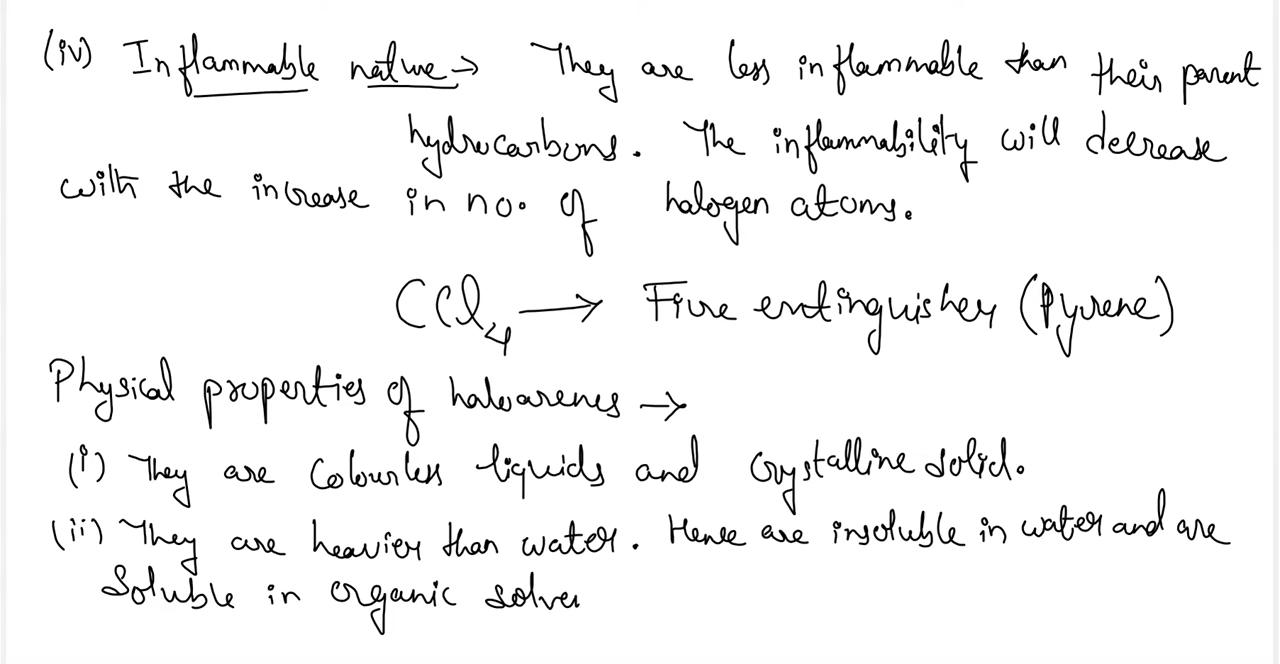 (iv) Inflammable nature → They are less inflammable than their parent
hydrocarbons. The inflammability will decrease
with the increase in no. of halogen atoms.
CCl4 → Fire extinguisher (Pyrene)
Physical properties of haloarenes →
(i) They are Colourless liquids and crystalline solid.
(ii) They are heavier than water. Hence are insoluble in water and are
Soluble in organic solve